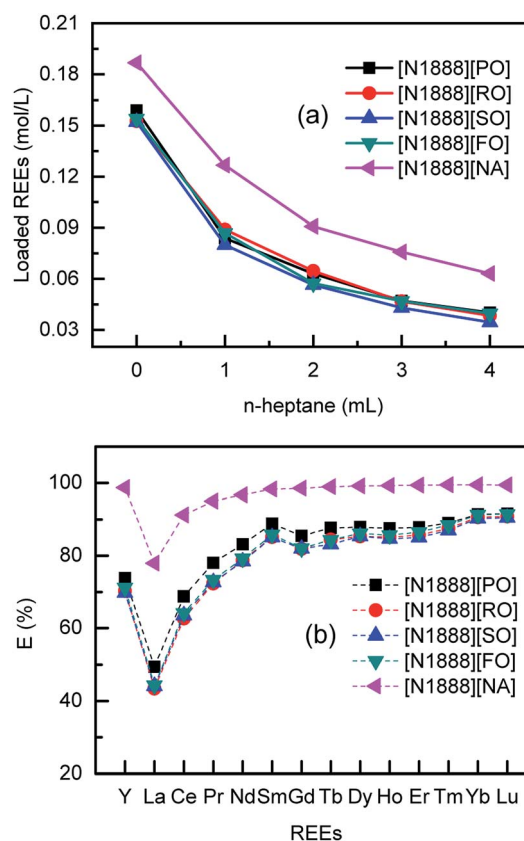 0.21
0.18
0.15
0.12
0.09
0.06
0.03
Loaded REEs (mol/L)
(a)
[N1888][PO]
[N1888][RO]
[N1888][SO]
[N1888][FO]
[N1888][NA]
0 1 2 3 4
n-heptane (mL)
100
80
60
40
20
E (%)
(b)
[N1888][PO]
[N1888][RO]
[N1888][SO]
[N1888][FO]
[N1888][NA]
Y La Ce Pr Nd Sm Gd Tb Dy Ho Er Tm Yb Lu
REEs